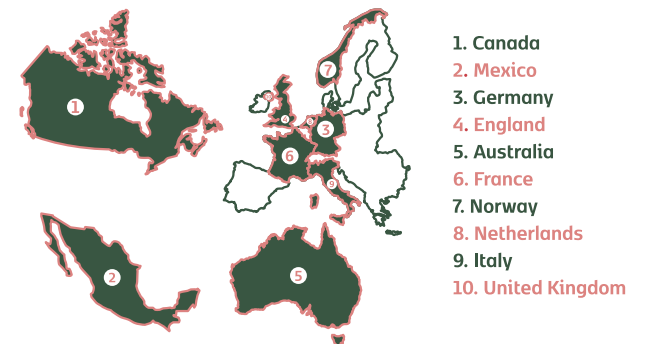 1
7
10
4
8
3
6
9
2
5
1. Canada
2. Mexico
3. Germany
4. England
5. Australia
6. France
7. Norway
8. Netherlands
9. Italy
10. United Kingdom